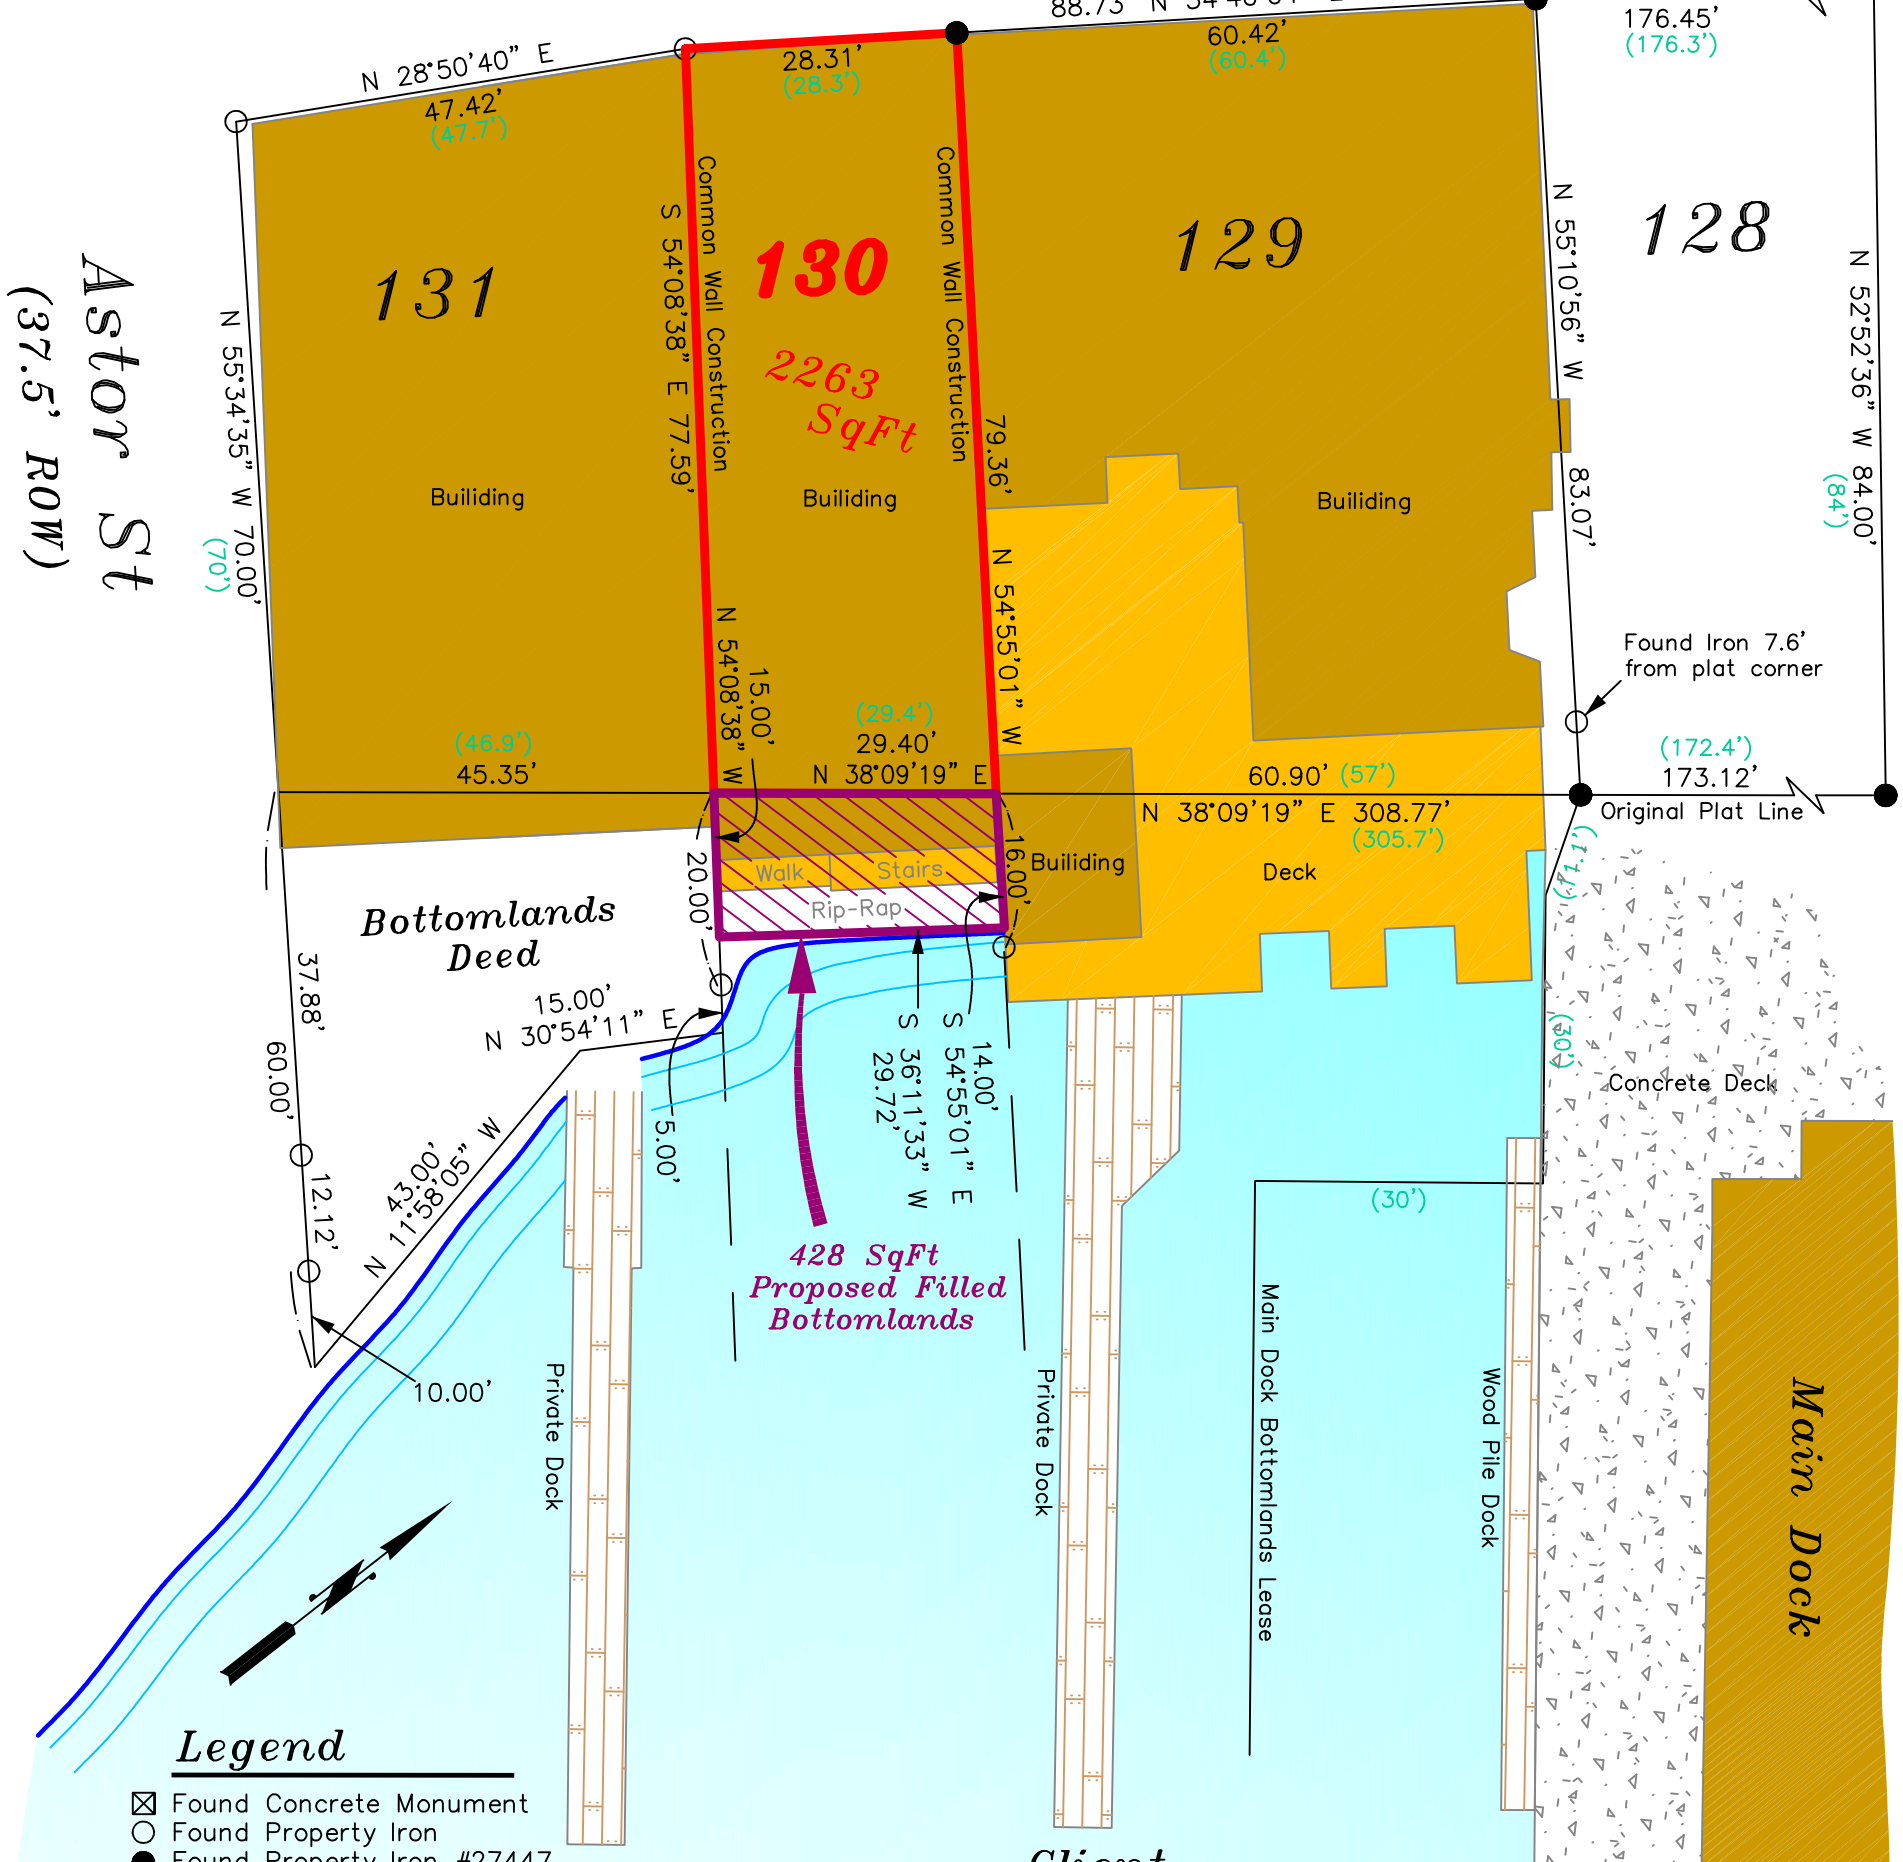 88.73'
N 28°50'40" E
47.42'
(47.7')
28.31'
(28.3')
60.42'
(60.4')
176.45'
(176.3')
131
130
129
128
2263
SqFt
Astor St
(37.5' ROW)
N 55°34'35" W 70.00'
(70')
S 54°08'38" E 77.59'
Common Wall Construction
Common Wall Construction
79.36'
N 54°55'01" W
N 55°10'56" W
83.07'
N 52°52'36" W 84.00'
(84')
Builiding
Builiding
Builiding
Found Iron 7.6'
from plat corner
N 54°08'38" W
15.00'
(46.9')
45.35'
(29.4')
29.40'
N 38°09'19" E
60.90' (57')
N 38°09'19" E 308.77'
(305.7')
(172.4')
173.12'
Original Plat Line
(11.1')
Walk
Stairs
Rip-Rap
Builiding
Deck
20.00'
16.00'
Bottomlands
Deed
37.88'
60.00'
15.00'
N 30°54'11" E
5.00'
S 36°11'33" W
29.72'
14.00'
S 54°55'01" E
(30')
Concrete Deck
43.00'
N 11°58'05" W
12.12'
(30')
428 SqFt
Proposed Filled
Bottomlands
10.00'
Private Dock
Private Dock
Main Dock Bottomlands Lease
Wood Pile Dock
Main Dock
Legend
Found Concrete Monument
Found Property Iron
Found Property Iron #27447
Client